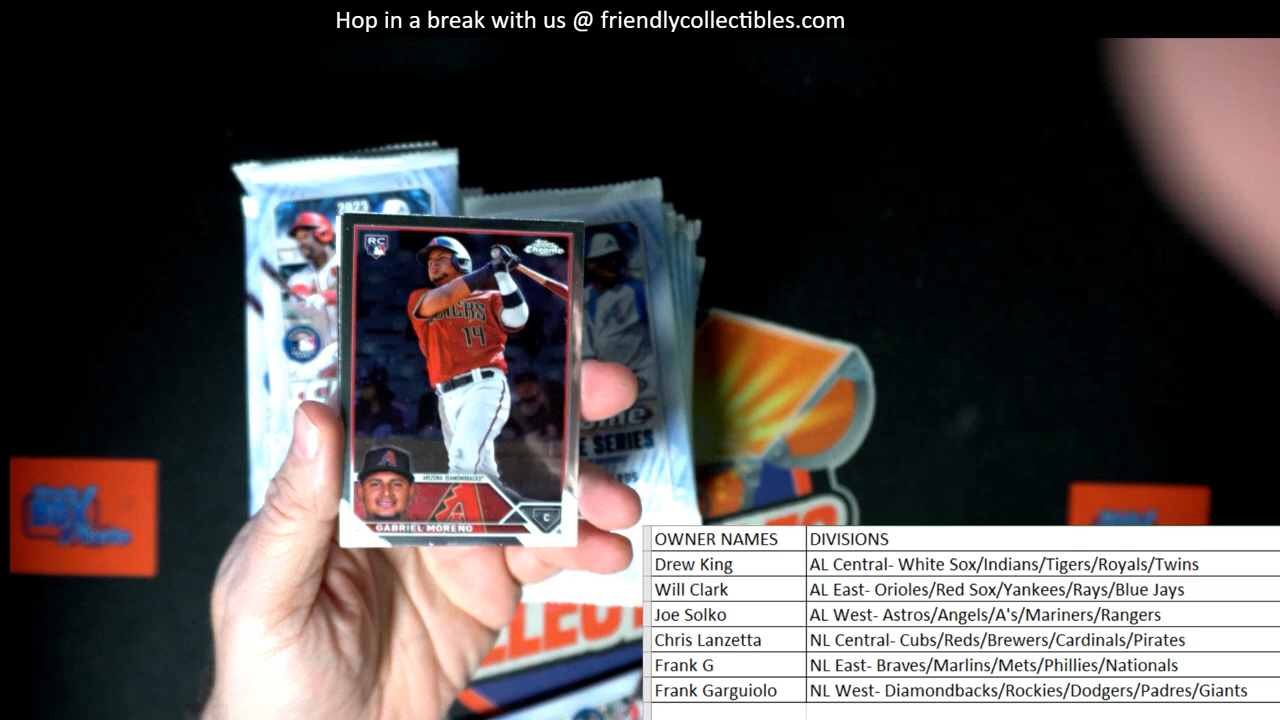 Hop in a break with us @ friendlycollectibles.com
2023
RC
Topps
Chrome
14
ARIZONA DIAMONDBACKS
GABRIEL MORENO
C
SERIES
OWNER NAMES DIVISIONS
Drew King AL Central- White Sox/Indians/Tigers/Royals/Twins
Will Clark AL East- Orioles/Red Sox/Yankees/Rays/Blue Jays
Joe Solko AL West- Astros/Angels/A's/Mariners/Rangers
Chris Lanzetta NL Central- Cubs/Reds/Brewers/Cardinals/Pirates
Frank G NL East- Braves/Marlins/Mets/Phillies/Nationals
Frank Garguiolo NL West- Diamondbacks/Rockies/Dodgers/Padres/Giants